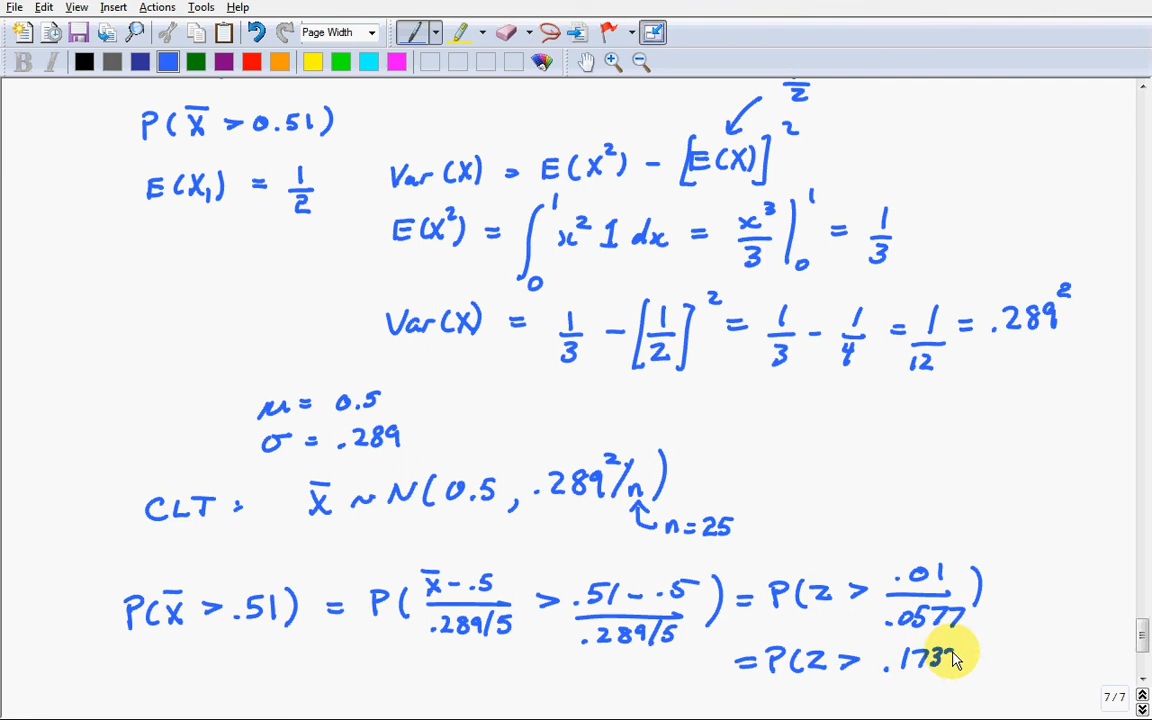 File Edit View Insert Actions Tools Help
Page Width
B I
2
P(X̄ > 0.51)
Var(X) = E(X²) - [E(X)]²
E(X₁) = 1/2
E(X²) = ∫₀¹ x² 1 dx = x³/3 |₀¹ = 1/3
Var(X) = 1/3 - [1/2]² = 1/3 - 1/4 = 1/12 = .289²
μ = 0.5
σ = .289
CLT: X̄ ~ N(0.5, .289²/n)
n = 25
P(X̄ > .51) = P( X̄ - .5 / .289/5 > .51 - .5 / .289/5 ) = P(Z > .01 / .0577)
= P(Z > .173
7 / 7